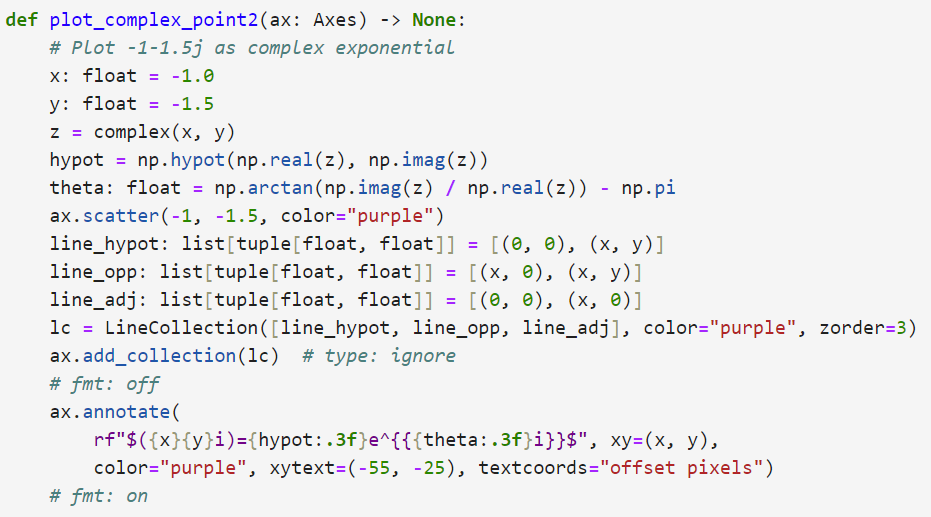 def plot_complex_point2(ax: Axes) -> None:
    # Plot -1-1.5j as complex exponential
    x: float = -1.0
    y: float = -1.5
    z = complex(x, y)
    hypot = np.hypot(np.real(z), np.imag(z))
    theta: float = np.arctan(np.imag(z) / np.real(z)) - np.pi
    ax.scatter(-1, -1.5, color="purple")
    line_hypot: list[tuple[float, float]] = [(0, 0), (x, y)]
    line_opp: list[tuple[float, float]] = [(x, 0), (x, y)]
    line_adj: list[tuple[float, float]] = [(0, 0), (x, 0)]
    lc = LineCollection([line_hypot, line_opp, line_adj], color="purple", zorder=3)
    ax.add_collection(lc)  # type: ignore
    # fmt: off
    ax.annotate(
        rf"$({x}{y}i)={hypot:.3f}e^{{{theta:.3f}i}}$", xy=(x, y),
        color="purple", xytext=(-55, -25), textcoords="offset pixels")
    # fmt: on